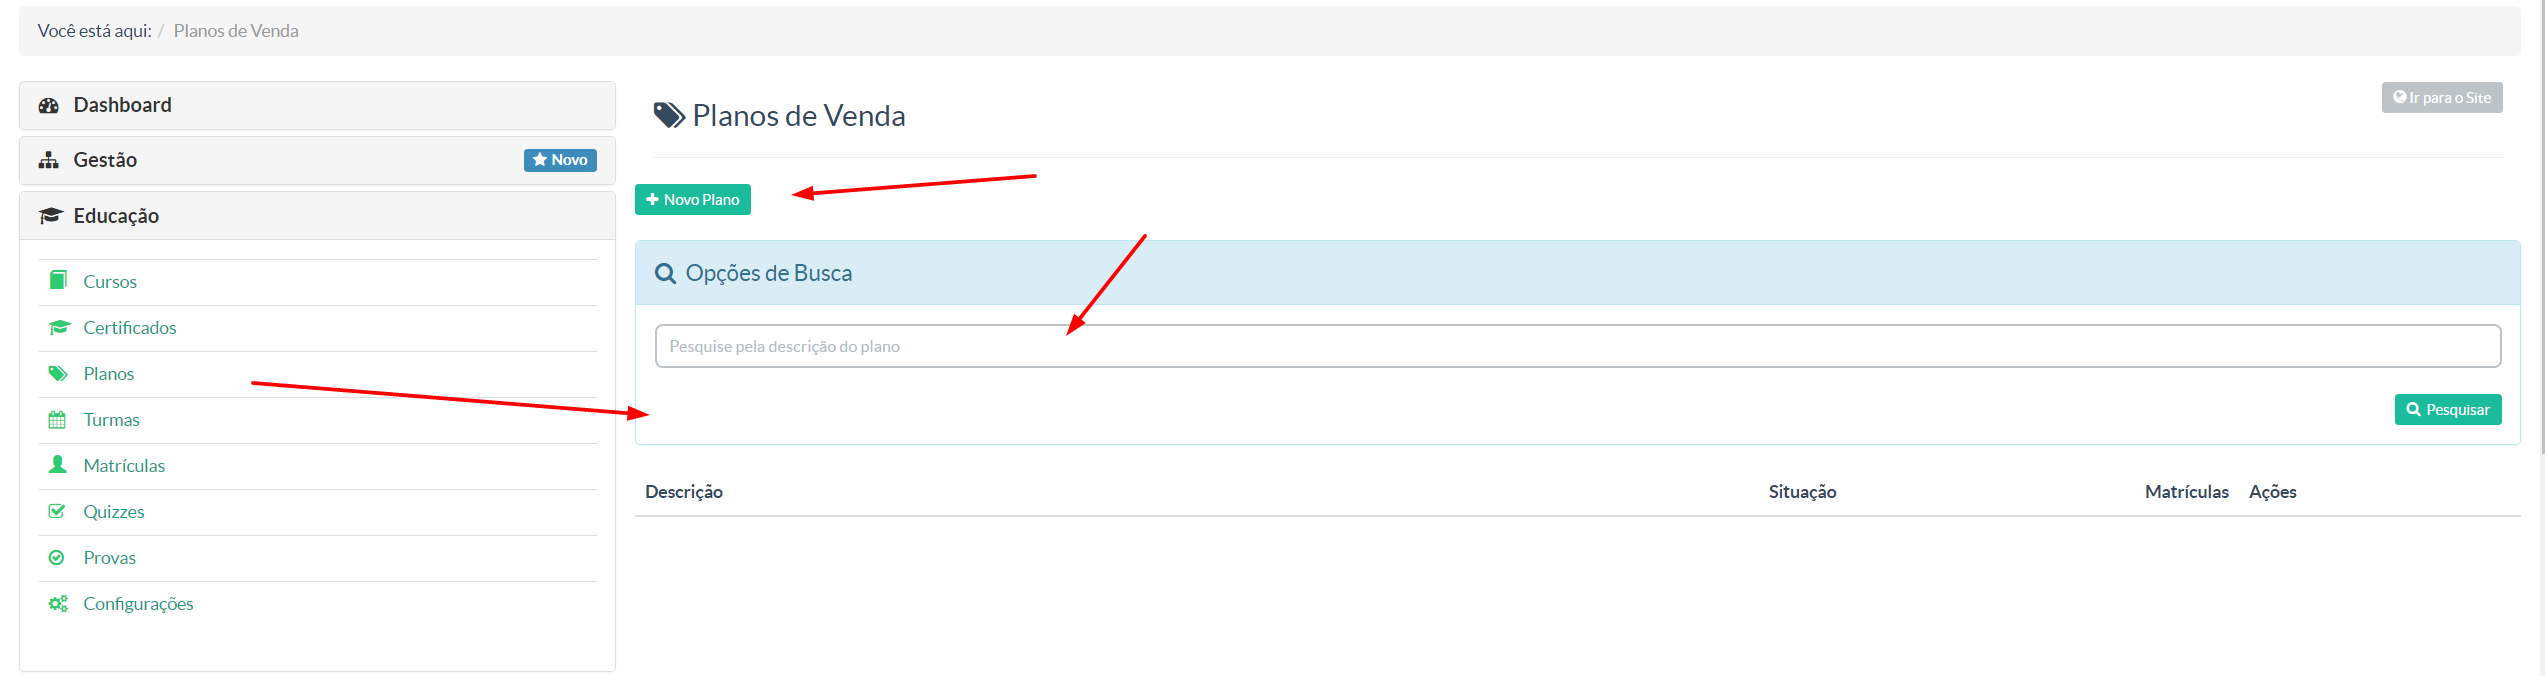 Você está aqui: / Planos de Venda
Dashboard
Gestão
Novo
Educação
Cursos
Certificados
Planos
Turmas
Matrículas
Quizzes
Provas
Configurações
Planos de Venda
Ir para o Site
Novo Plano
Opções de Busca
Pesquise pela descrição do plano
Pesquisar
Descrição Situação Matrículas Ações